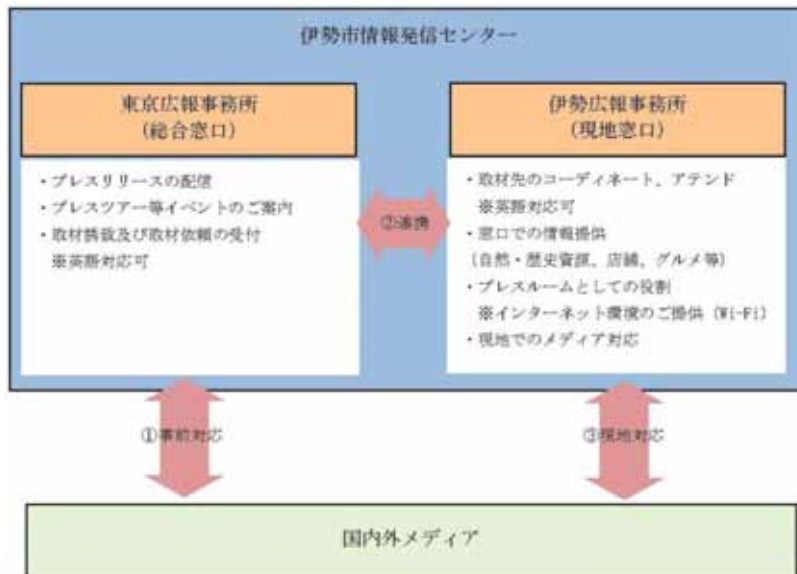 伊勢市情報発信センター
東京広報事務所
(総合窓口)
・プレスリリースの配信
・プレスツアー等イベントのご案内
・取材誘致及び取材依頼の受付
※英語対応可
②連携
伊勢広報事務所
(現地窓口)
・取材先のコーディネート、アテンド
※英語対応可
・窓口での情報提供
(自然・歴史資源、店舗、グルメ等)
・プレスルームとしての役割
※インターネット環境のご提供 (Wi-Fi)
・現地でのメディア対応
①事前対応
③現地対応
国内外メディア